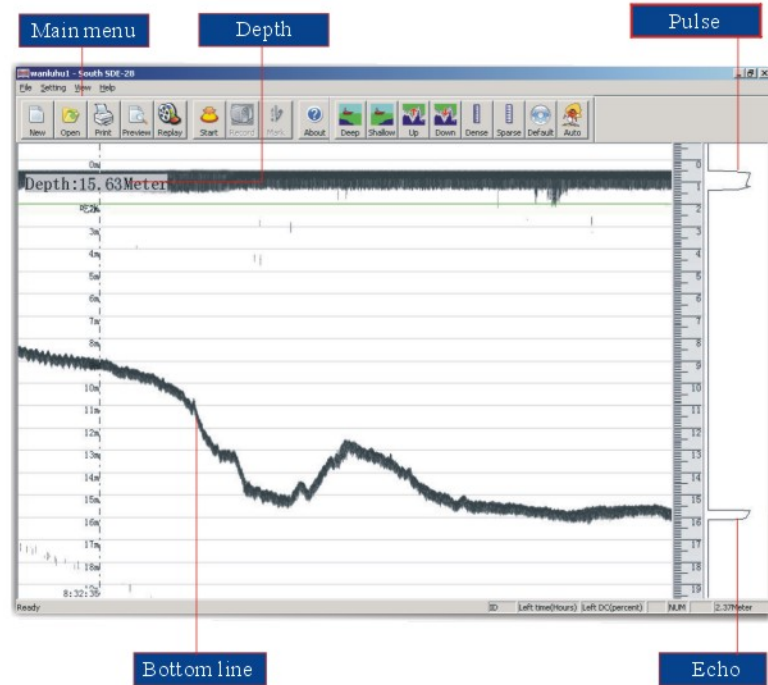 Main menu
Depth
Pulse
wanluhu1 - South SDE-28
File Setting View Help
New Open Print Preview Replay Start Record Mark About Deep Shallow Up Down Dense Sparse Default Auto
0m
Depth:15.63Meter
3m
4m
5m
6m
7m
8m
9m
10m
11m
12m
13m
14m
15m
16m
17m
18m
8:32:35
0
1
2
3
4
5
6
7
8
9
10
11
12
13
14
15
16
17
18
19
Ready ID Left time(Hours) Left DC(percent) NUM 2.37Meter
Bottom line
Echo